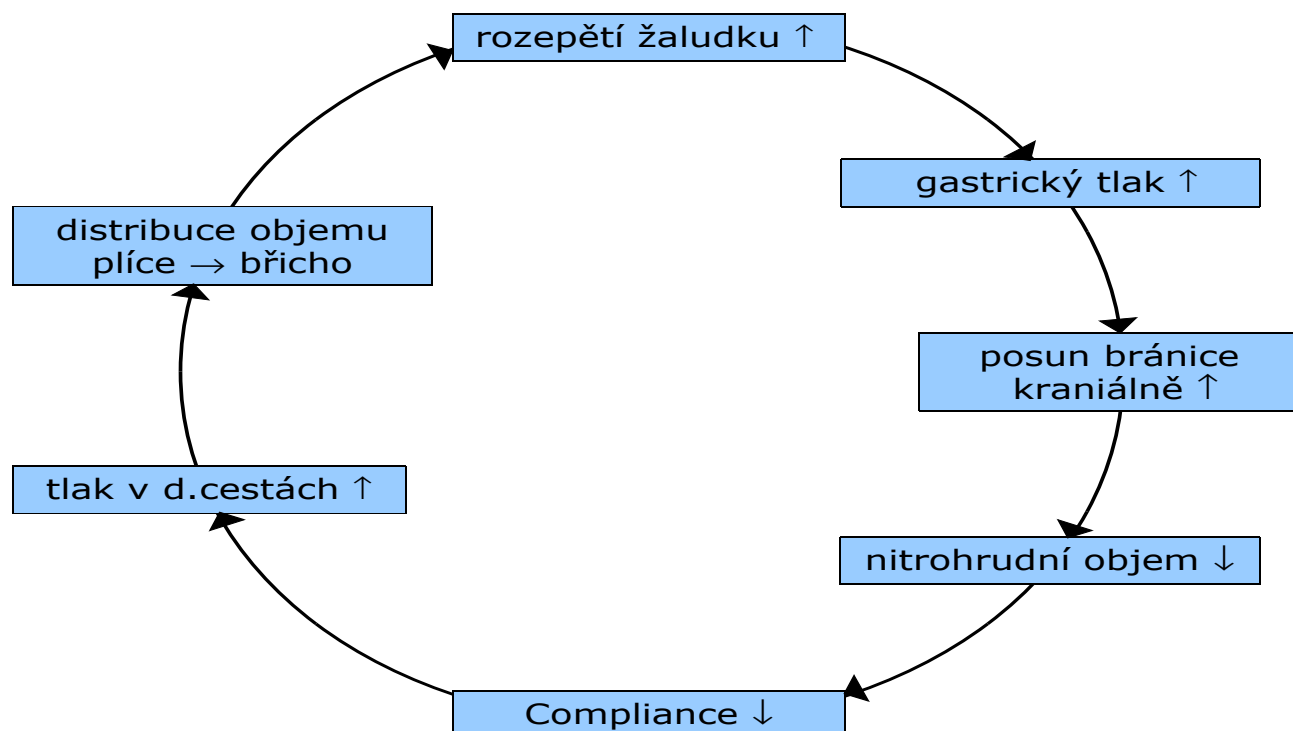 rozepětí žaludku ↑
gastrický tlak ↑
posun bránice
kraniálně ↑
nitrohrudní objem ↓
Compliance ↓
tlak v d.cestách ↑
distribuce objemu
plíce → břicho